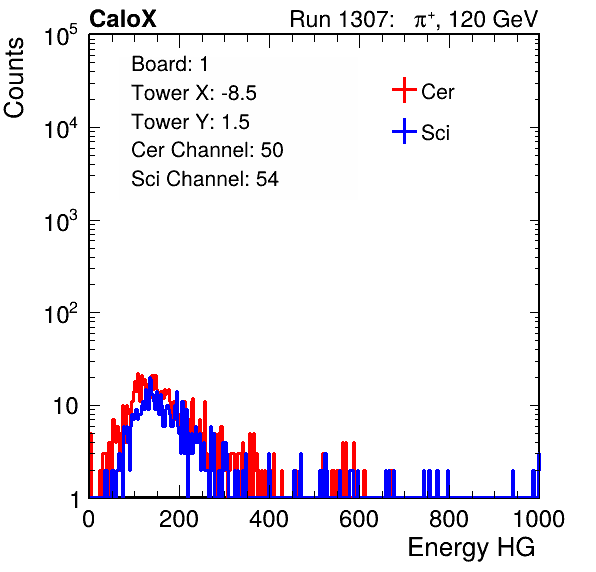 CaloX Run 1307: π⁺, 120 GeV
Counts
Board: 1
Tower X: -8.5
Tower Y: 1.5
Cer Channel: 50
Sci Channel: 54
Cer
Sci
10⁵
10⁴
10³
10²
10
1
0 200 400 600 800 1000
Energy HG